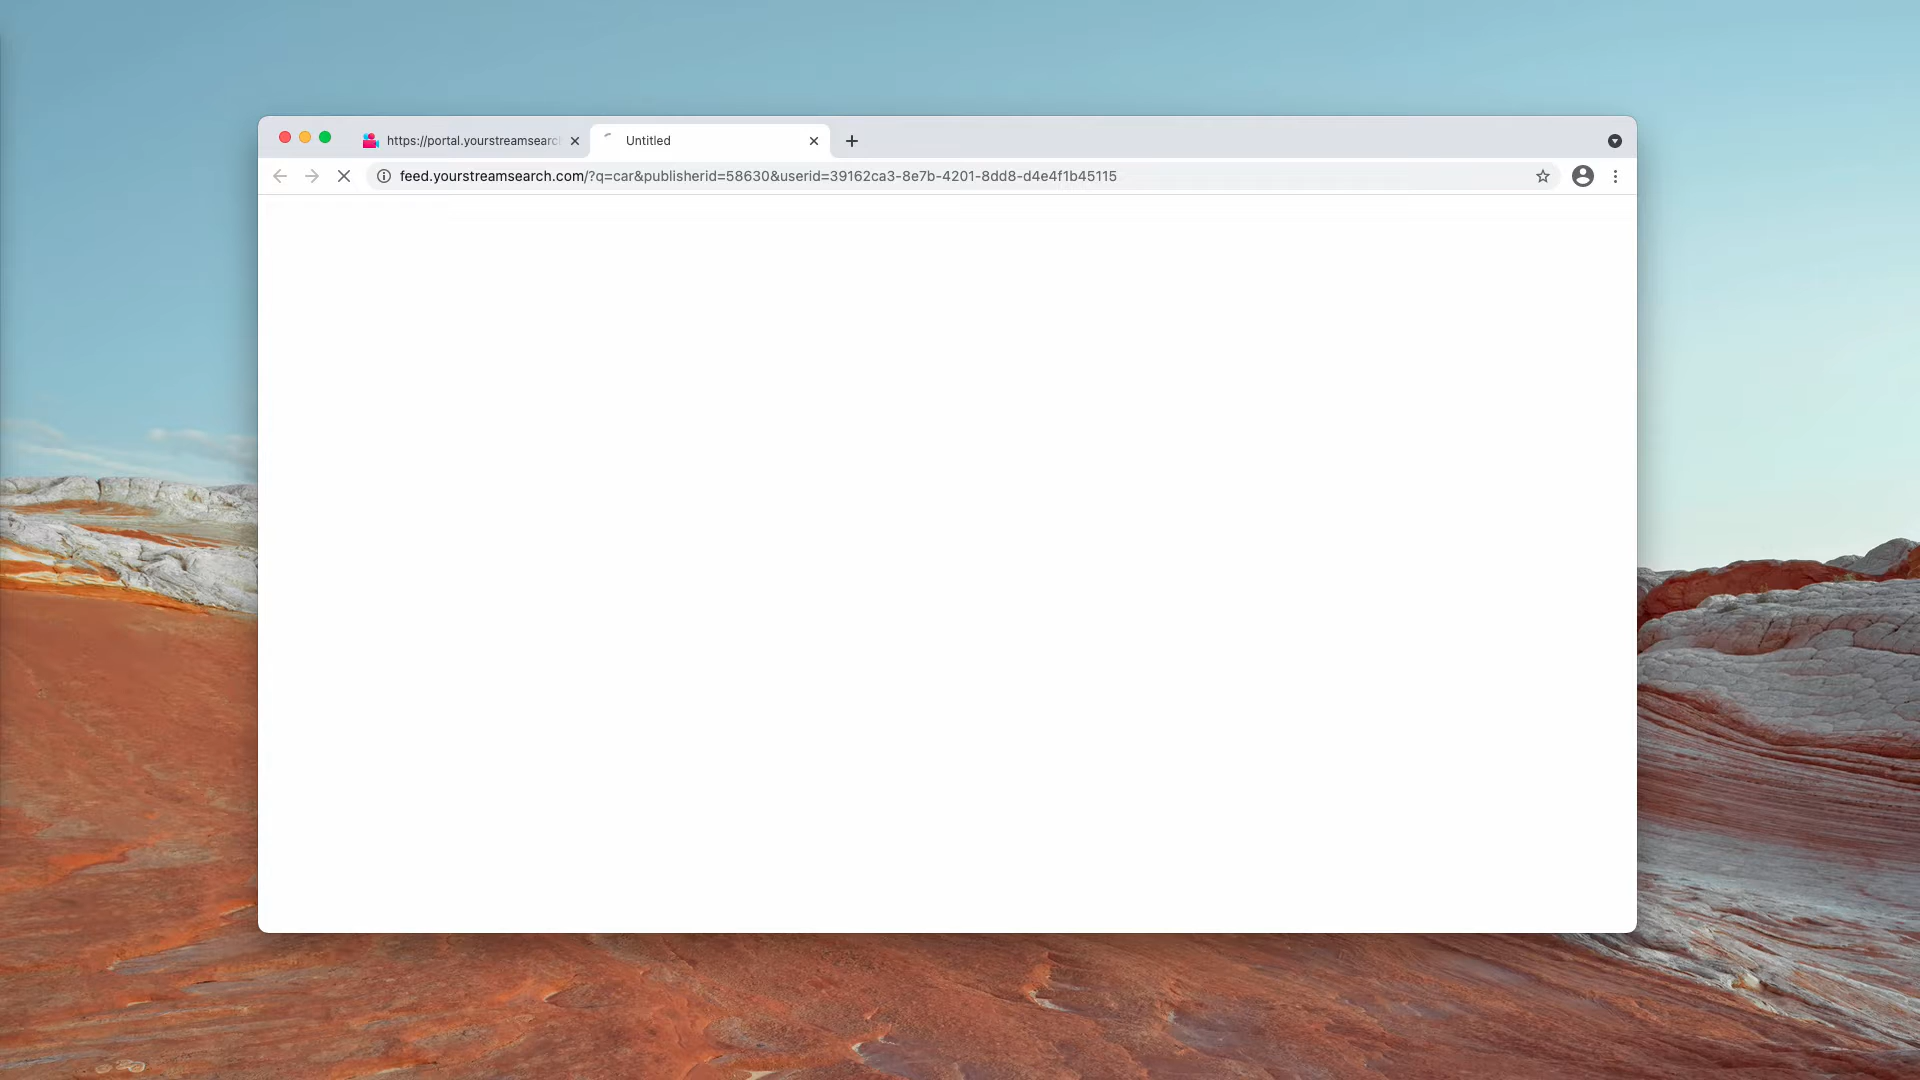 https://portal.yourstreamsearc
Untitled
feed.yourstreamsearch.com/?q=car&publisherid=58630&userid=39162ca3-8e7b-4201-8dd8-d4e4f1b45115